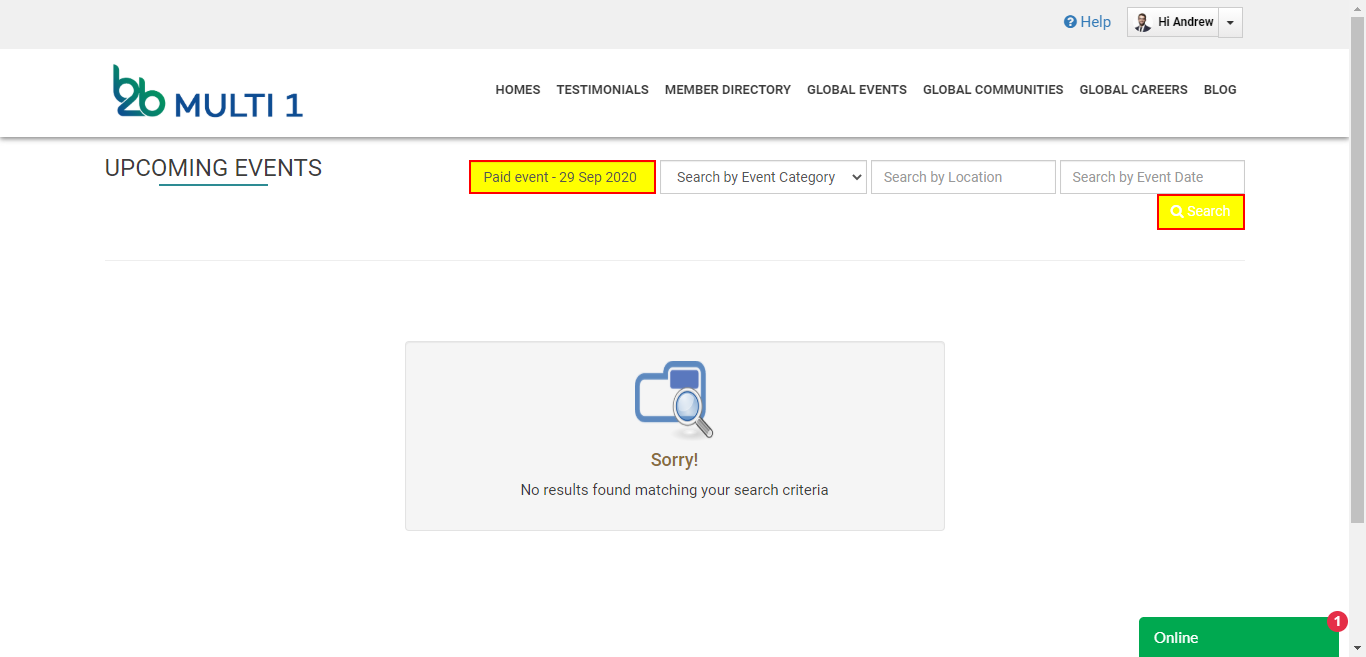 Help
Hi Andrew
b2b MULTI 1
HOMES TESTIMONIALS MEMBER DIRECTORY GLOBAL EVENTS GLOBAL COMMUNITIES GLOBAL CAREERS BLOG
UPCOMING EVENTS
Paid event - 29 Sep 2020 Search by Event Category Search by Location Search by Event Date
Search
Sorry!
No results found matching your search criteria
1
Online